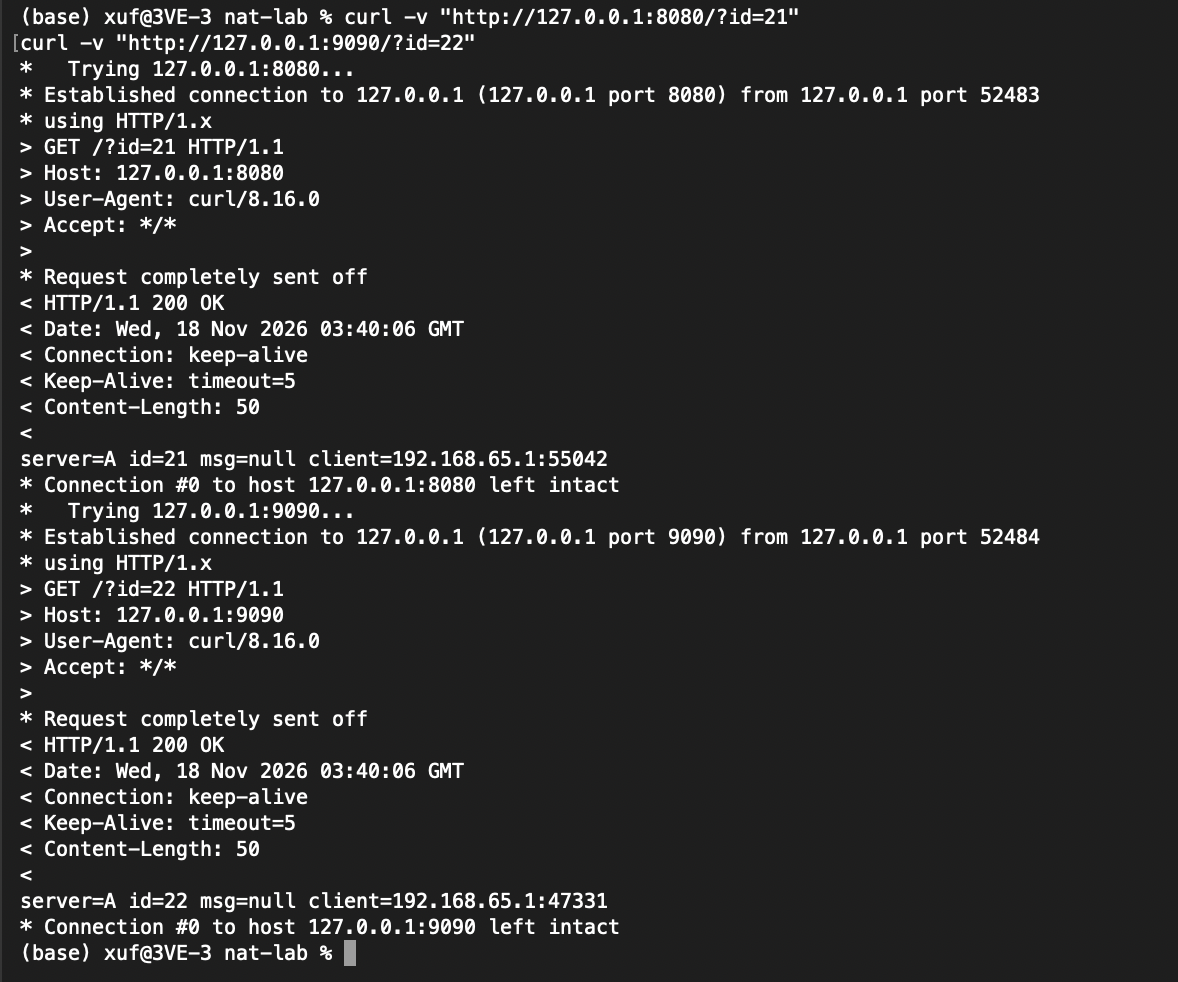 (base) xuf@3VE-3 nat-lab % curl -v "http://127.0.0.1:8080/?id=21"
[curl -v "http://127.0.0.1:9090/?id=22"
*   Trying 127.0.0.1:8080...
* Established connection to 127.0.0.1 (127.0.0.1 port 8080) from 127.0.0.1 port 52483
* using HTTP/1.x
> GET /?id=21 HTTP/1.1
> Host: 127.0.0.1:8080
> User-Agent: curl/8.16.0
> Accept: */*
>
* Request completely sent off
< HTTP/1.1 200 OK
< Date: Wed, 18 Nov 2026 03:40:06 GMT
< Connection: keep-alive
< Keep-Alive: timeout=5
< Content-Length: 50
<
server=A id=21 msg=null client=192.168.65.1:55042
* Connection #0 to host 127.0.0.1:8080 left intact
*   Trying 127.0.0.1:9090...
* Established connection to 127.0.0.1 (127.0.0.1 port 9090) from 127.0.0.1 port 52484
* using HTTP/1.x
> GET /?id=22 HTTP/1.1
> Host: 127.0.0.1:9090
> User-Agent: curl/8.16.0
> Accept: */*
>
* Request completely sent off
< HTTP/1.1 200 OK
< Date: Wed, 18 Nov 2026 03:40:06 GMT
< Connection: keep-alive
< Keep-Alive: timeout=5
< Content-Length: 50
<
server=A id=22 msg=null client=192.168.65.1:47331
* Connection #0 to host 127.0.0.1:9090 left intact
(base) xuf@3VE-3 nat-lab %